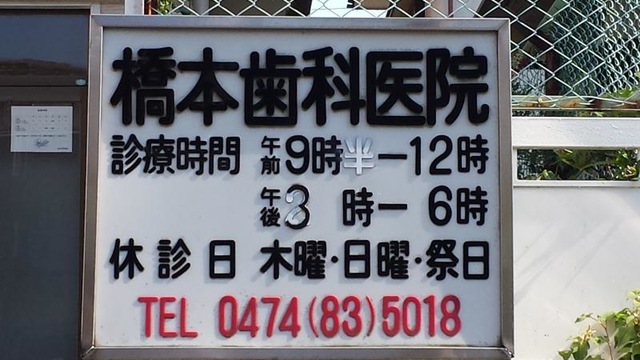 橋本歯科医院
診療時間 午前9時半ー12時
午後3 時ー 6時
休診日 木曜・日曜・祭日
TEL 0474(83)5018